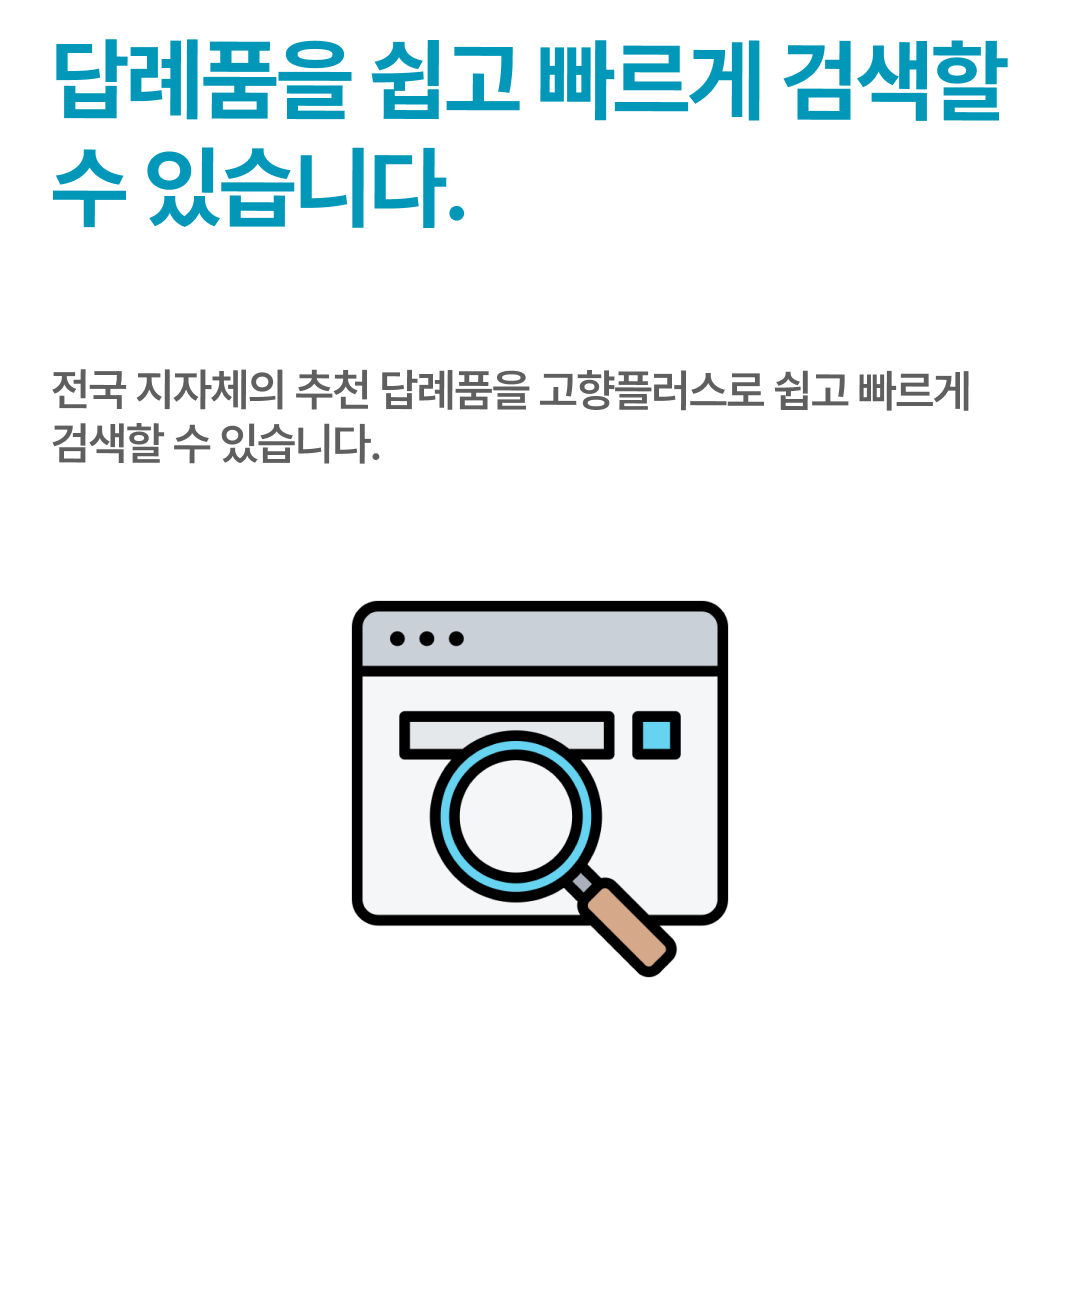 답례품을 쉽고 빠르게 검색할
수 있습니다.
전국 지자체의 추천 답례품을 고향플러스로 쉽고 빠르게
검색할 수 있습니다.